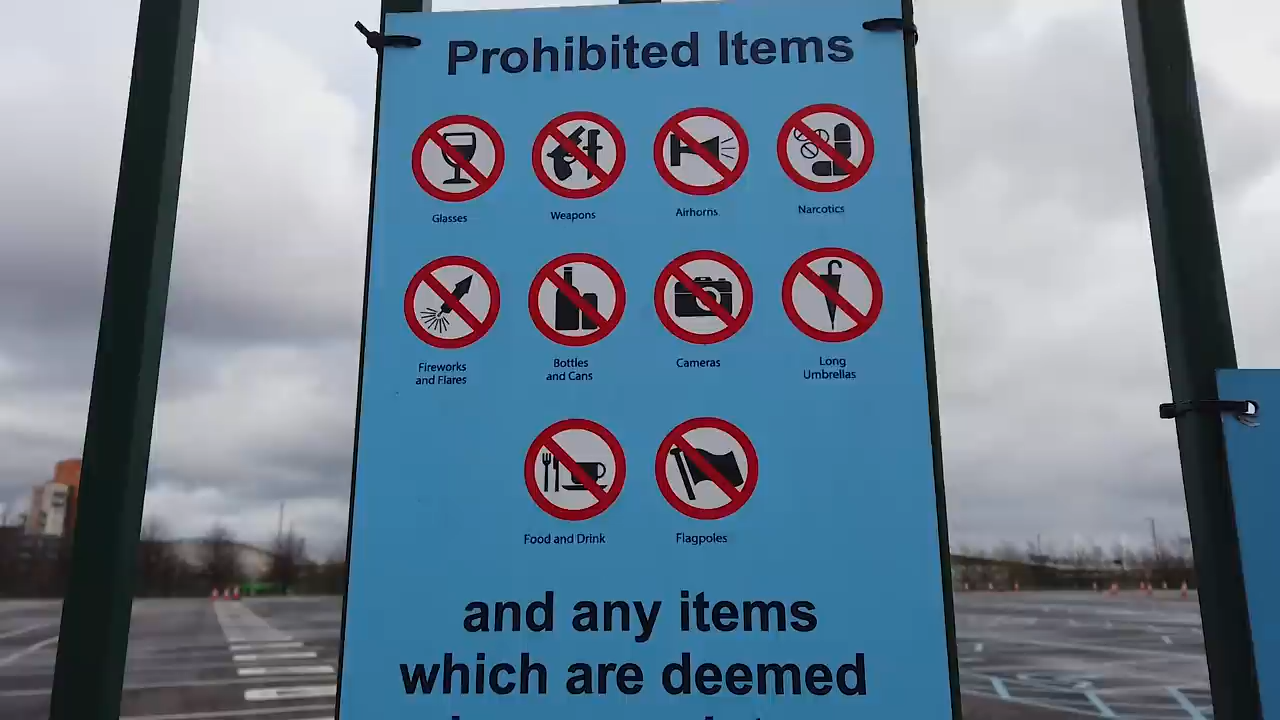 Prohibited Items
Glasses
Weapons
Airhorns
Narcotics
Fireworks
and Flares
Bottles
and Cans
Cameras
Long
Umbrellas
Food and Drink
Flagpoles
and any items
which are deemed